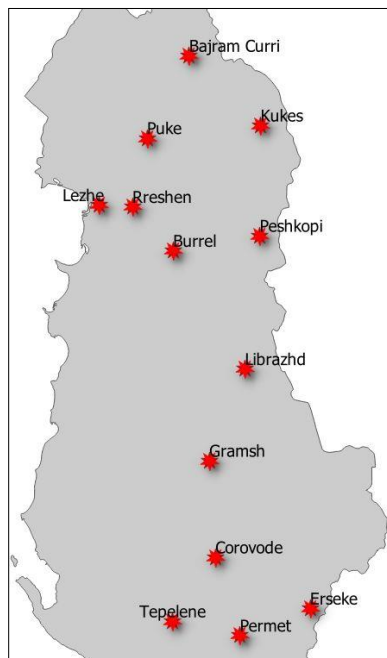 Bajram Curri
Kukes
Puke
Lezhe
Rreshen
Peshkopi
Burrel
Librazhd
Gramsh
Corovode
Erseke
Tepelene
Permet